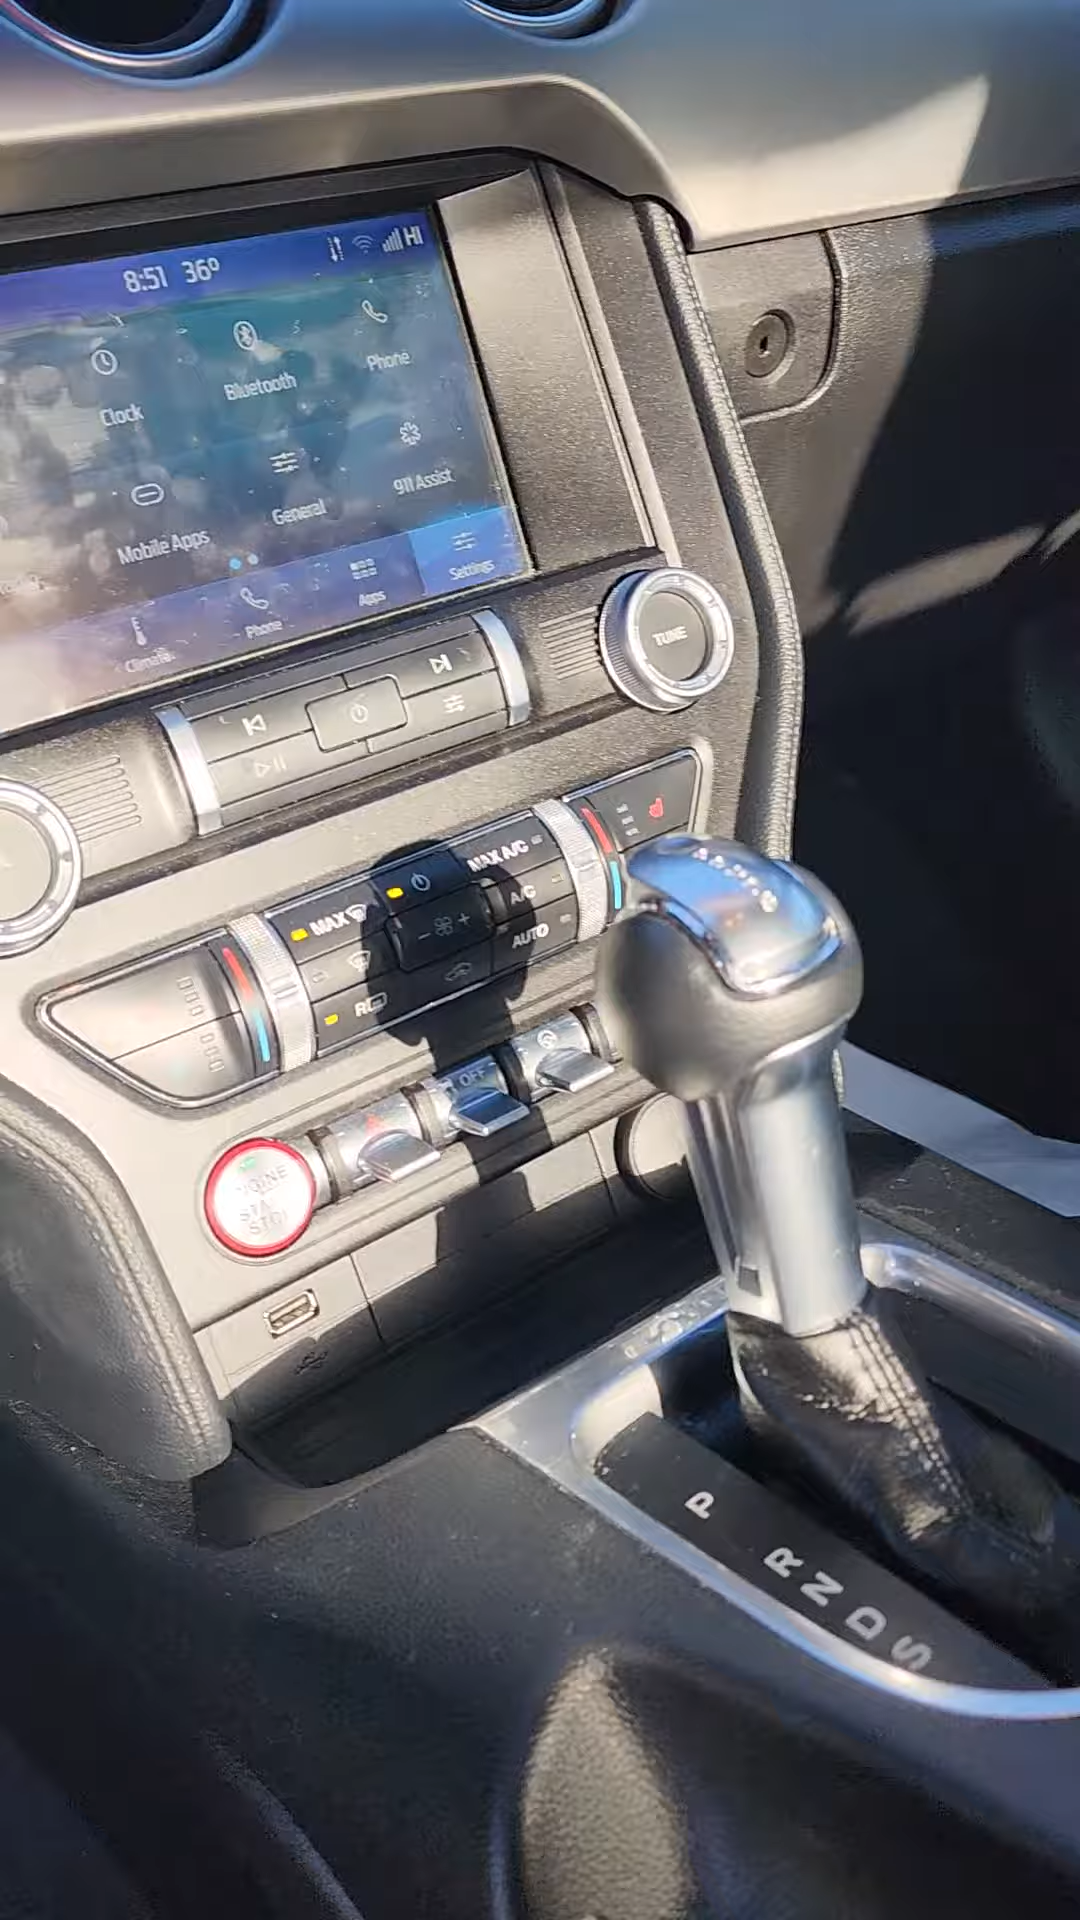 8:51 36° HI
Clock Bluetooth Phone
Mobile Apps General 911 Assist
Climate Phone Apps Settings
TUNE
MAX A/C
MAX A/C
- + AUTO
R
OFF
ENGINE
START
STOP
P
R
N
D
S